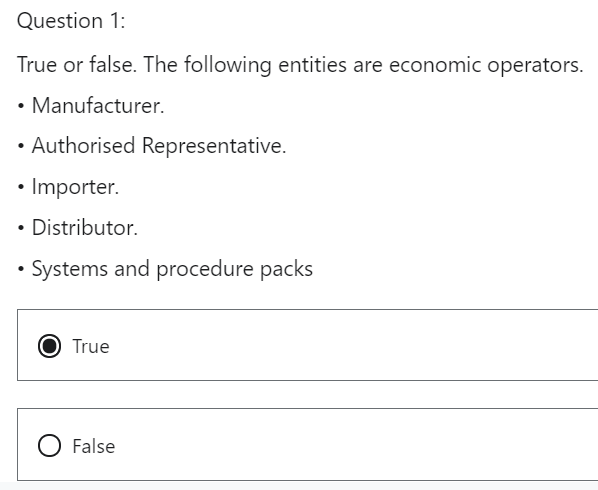 Question 1:
True or false. The following entities are economic operators.
• Manufacturer.
• Authorised Representative.
• Importer.
• Distributor.
• Systems and procedure packs
True
False